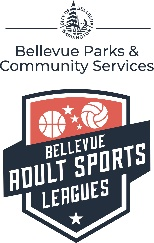 Bellevue Parks &
Community Services
BELLEVUE
ADULT SPORTS
LEAGUES